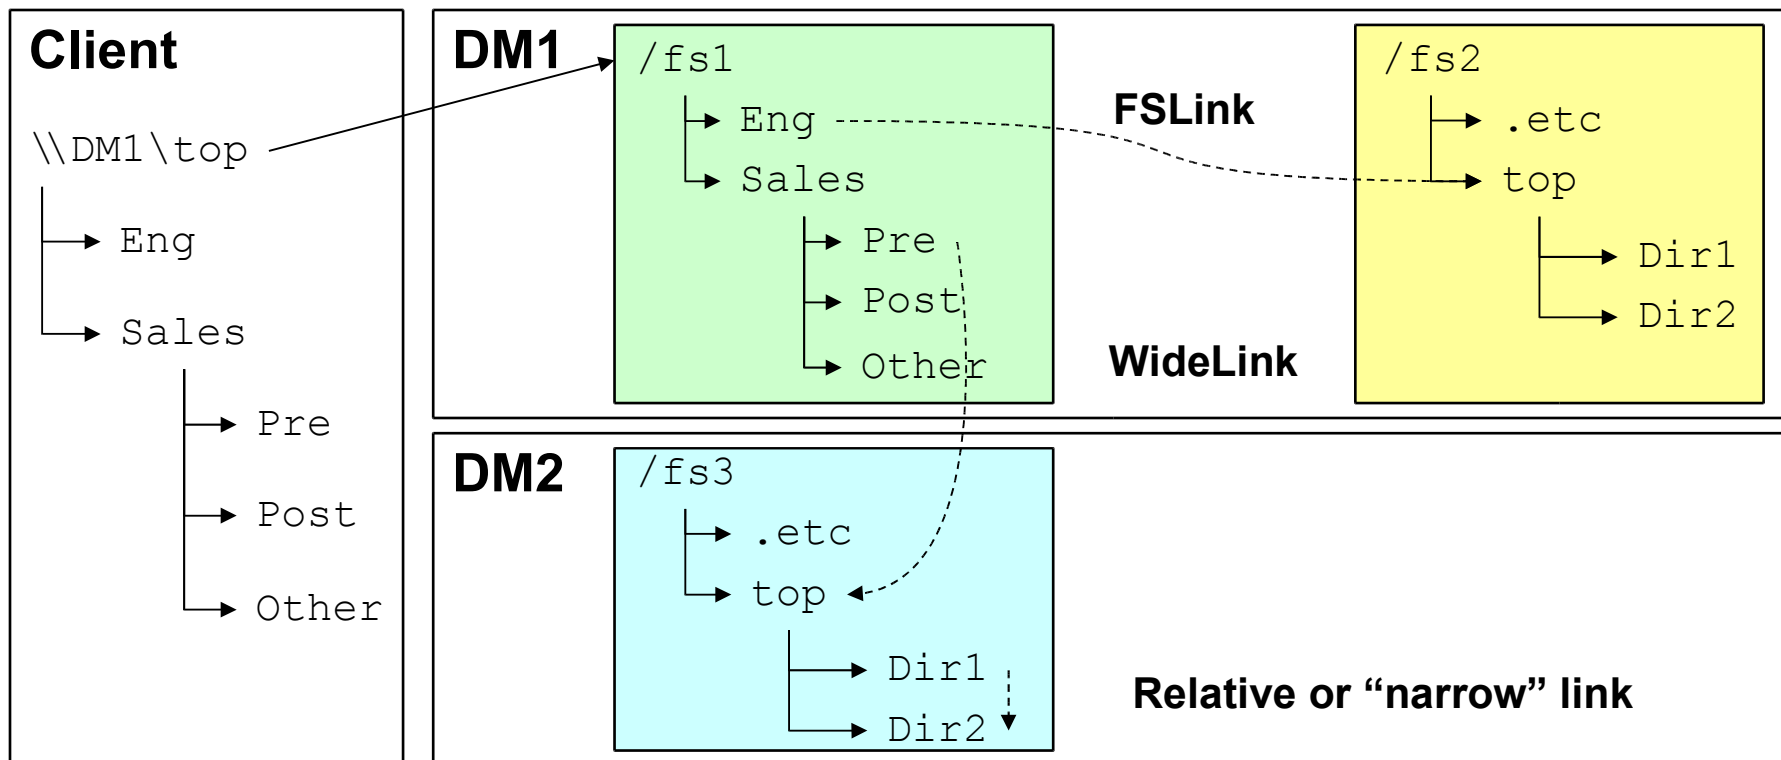 Client
\\DM1\top
Eng
Sales
Pre
Post
Other
DM1
/fs1
Eng
Sales
Pre
Post
Other
FSLink
WideLink
/fs2
.etc
top
Dir1
Dir2
DM2
/fs3
.etc
top
Dir1
Dir2
Relative or “narrow” link